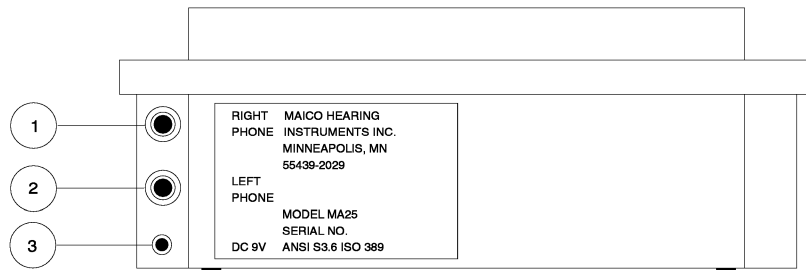 1
RIGHT MAICO HEARING
PHONE INSTRUMENTS INC.
MINNEAPOLIS, MN
55439-2029
2
LEFT
PHONE
MODEL MA25
SERIAL NO.
3
DC 9V ANSI S3.6 ISO 389